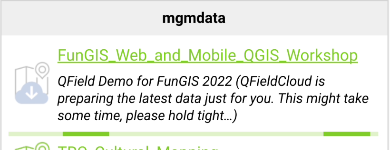 mgmdata
FunGIS_Web_and_Mobile_QGIS_Workshop
QField Demo for FunGIS 2022 (QFieldCloud is
preparing the latest data just for you. This might take
some time, please hold tight...)